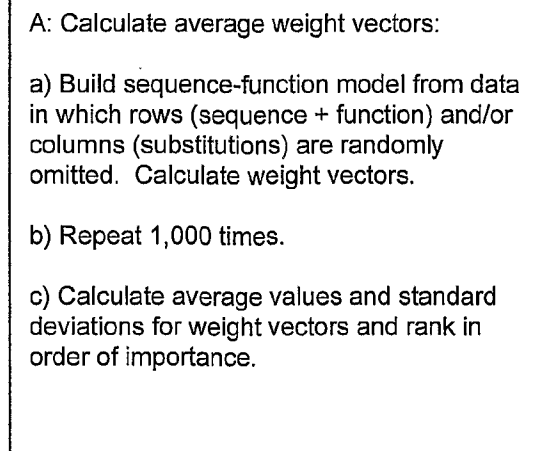 A: Calculate average weight vectors:
a) Build sequence-function model from data
in which rows (sequence + function) and/or
columns (substitutions) are randomly
omitted.  Calculate weight vectors.
b) Repeat 1,000 times.
c) Calculate average values and standard
deviations for weight vectors and rank in
order of importance.